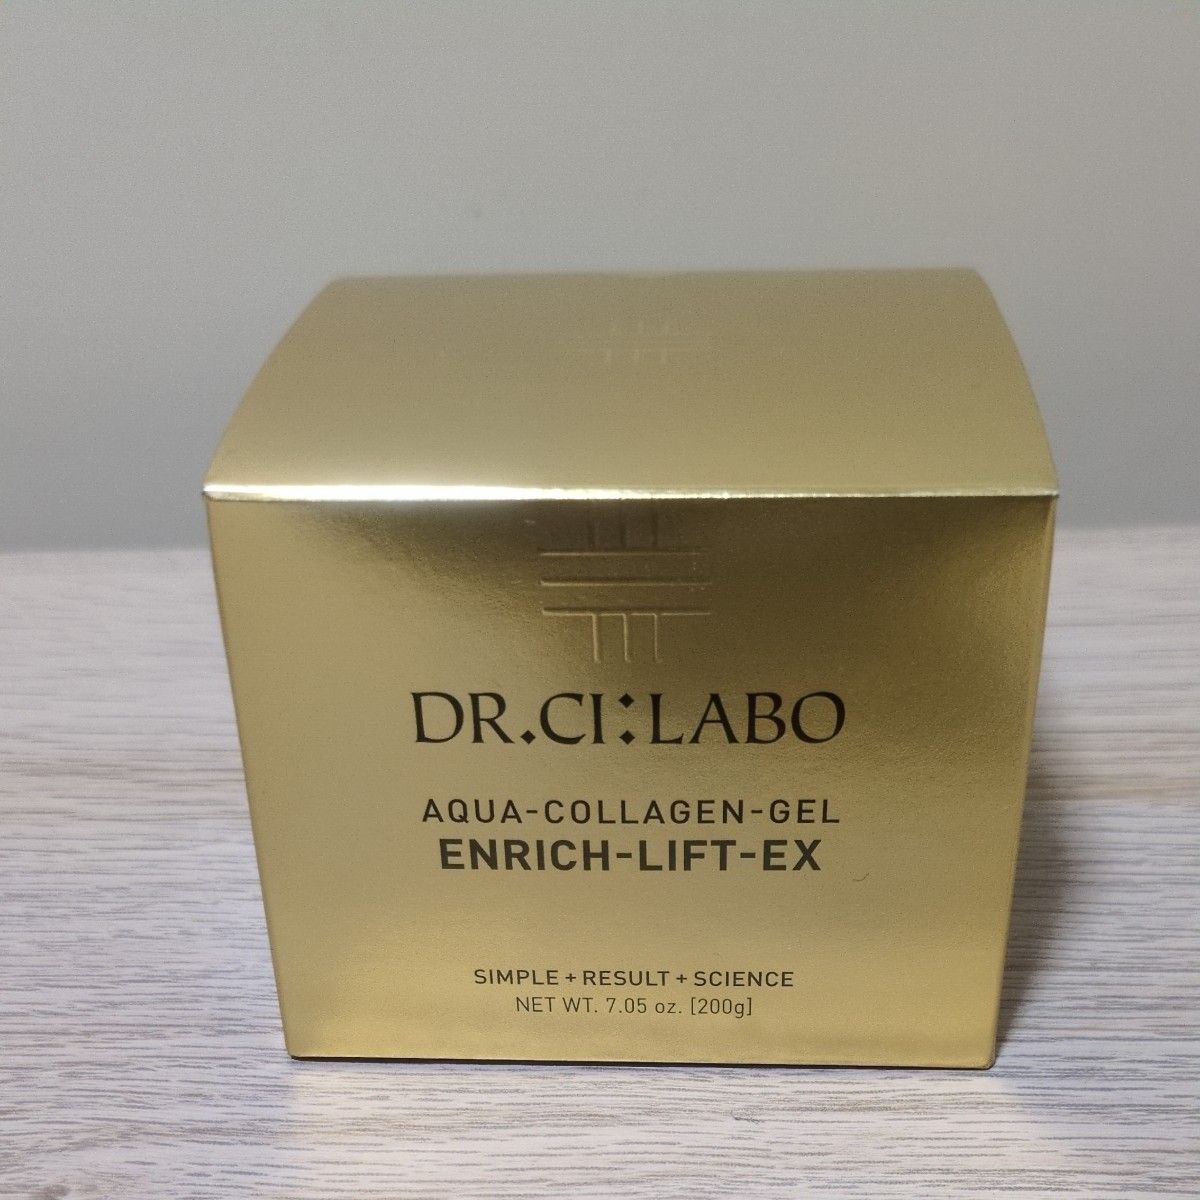 DR.CI:LABO
AQUA-COLLAGEN-GEL
ENRICH-LIFT-EX
SIMPLE + RESULT + SCIENCE
NET WT. 7.05 oz. [200g]